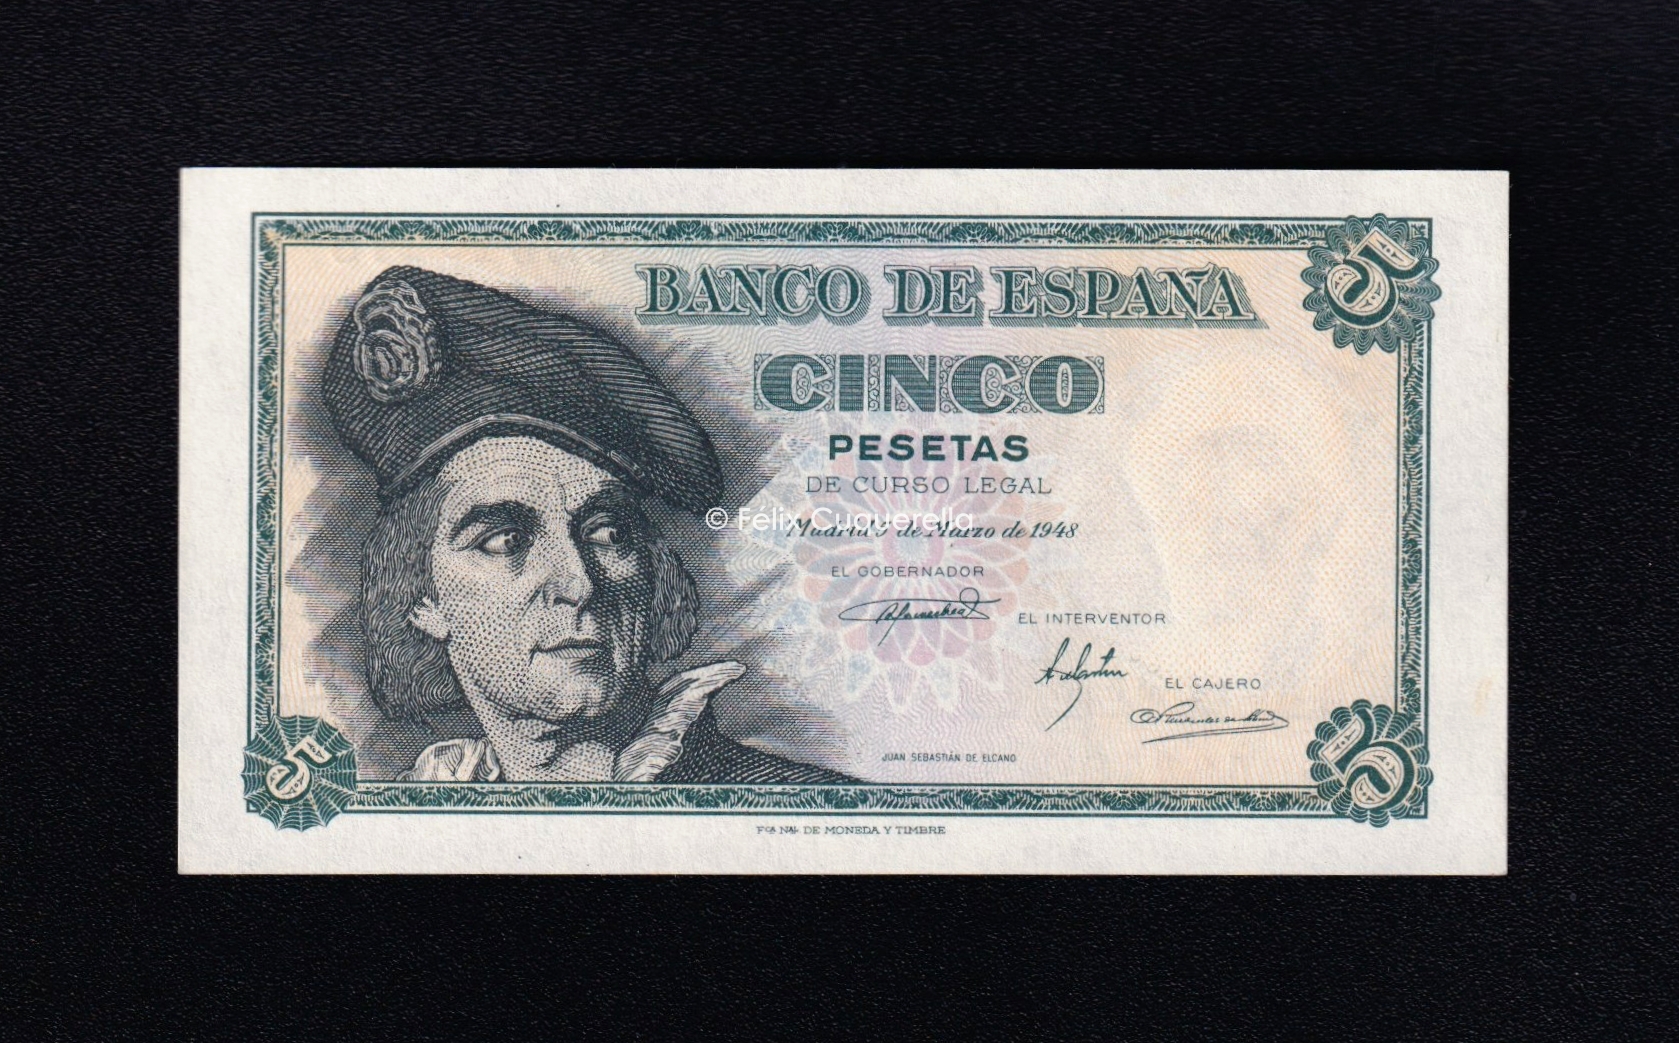 BANCO DE ESPAÑA
5
CINCO
PESETAS
DE CURSO LEGAL
© Félix Cuquerella
Madrid 5 de Marzo de 1948
EL GOBERNADOR
EL INTERVENTOR
EL CAJERO
JUAN SEBASTIÁN DE ELCANO
5
5
Fca. Nal. DE MONEDA Y TIMBRE